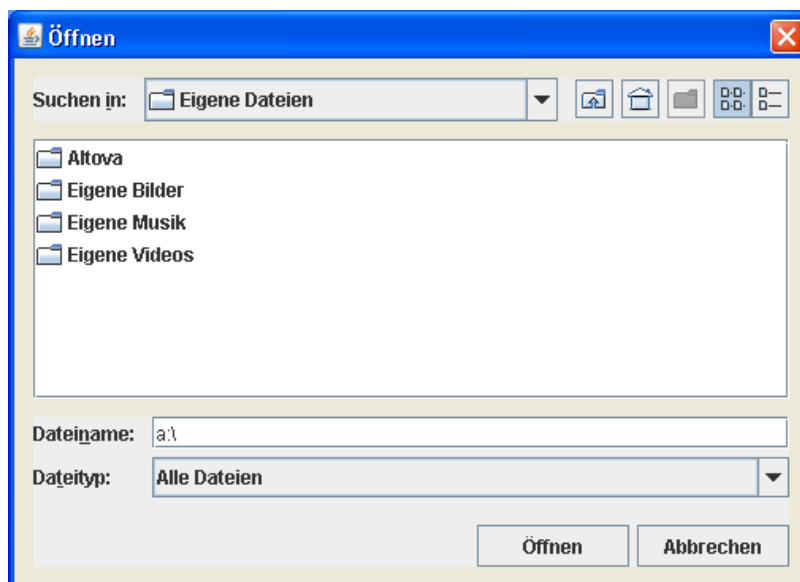 Öffnen
Suchen in: Eigene Dateien
Altova
Eigene Bilder
Eigene Musik
Eigene Videos
Dateiname: a:\
Dateityp: Alle Dateien
Öffnen Abbrechen